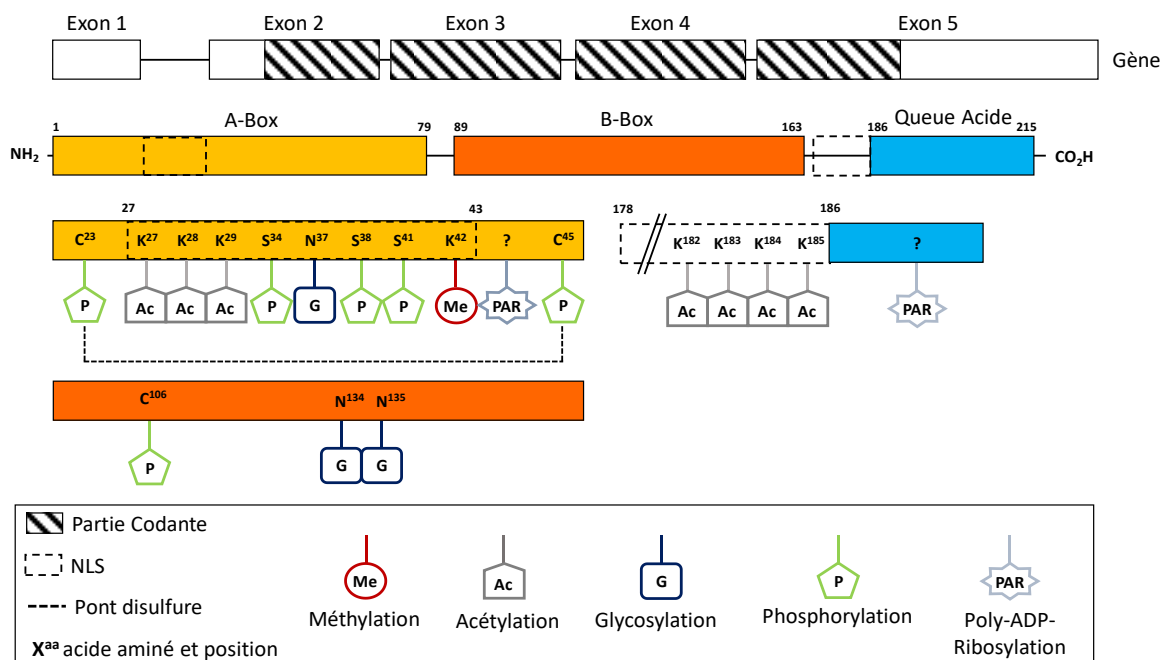 Exon 1 Exon 2 Exon 3 Exon 4 Exon 5
Gène
1 A-Box 79 89 B-Box 163 186 Queue Acide 215
NH₂ CO₂H
27 43 178 186
C²³ K²⁷ K²⁸ K²⁹ S³⁴ N³⁷ S³⁸ S⁴¹ K⁴² ? C⁴⁵ K¹⁸² K¹⁸³ K¹⁸⁴ K¹⁸⁵ ?
P Ac Ac Ac P G P P Me PAR P Ac Ac Ac Ac PAR
C¹⁰⁶ N¹³⁴ N¹³⁵
P G G
Partie Codante
NLS
Pont disulfure
Xᵃᵃ acide aminé et position
Me Ac G P PAR
Méthylation Acétylation Glycosylation Phosphorylation Poly-ADP-
Ribosylation